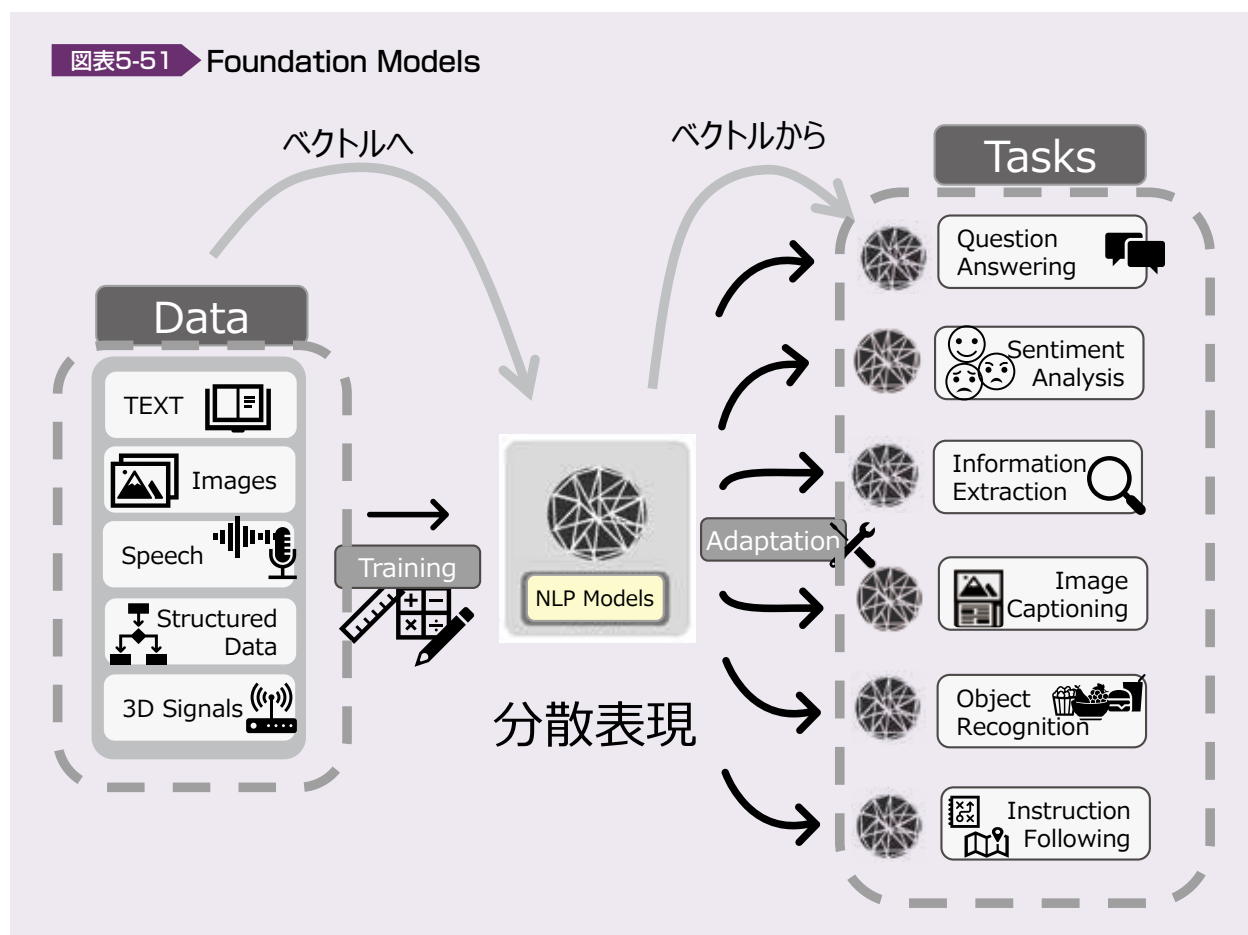 図表5-51 Foundation Models
ベクトルへ
ベクトルから
Data
TEXT
Images
Speech
Structured
Data
3D Signals
Training
NLP Models
分散表現
Adaptation
Tasks
Question
Answering
Sentiment
Analysis
Information
Extraction
Image
Captioning
Object
Recognition
Instruction
Following